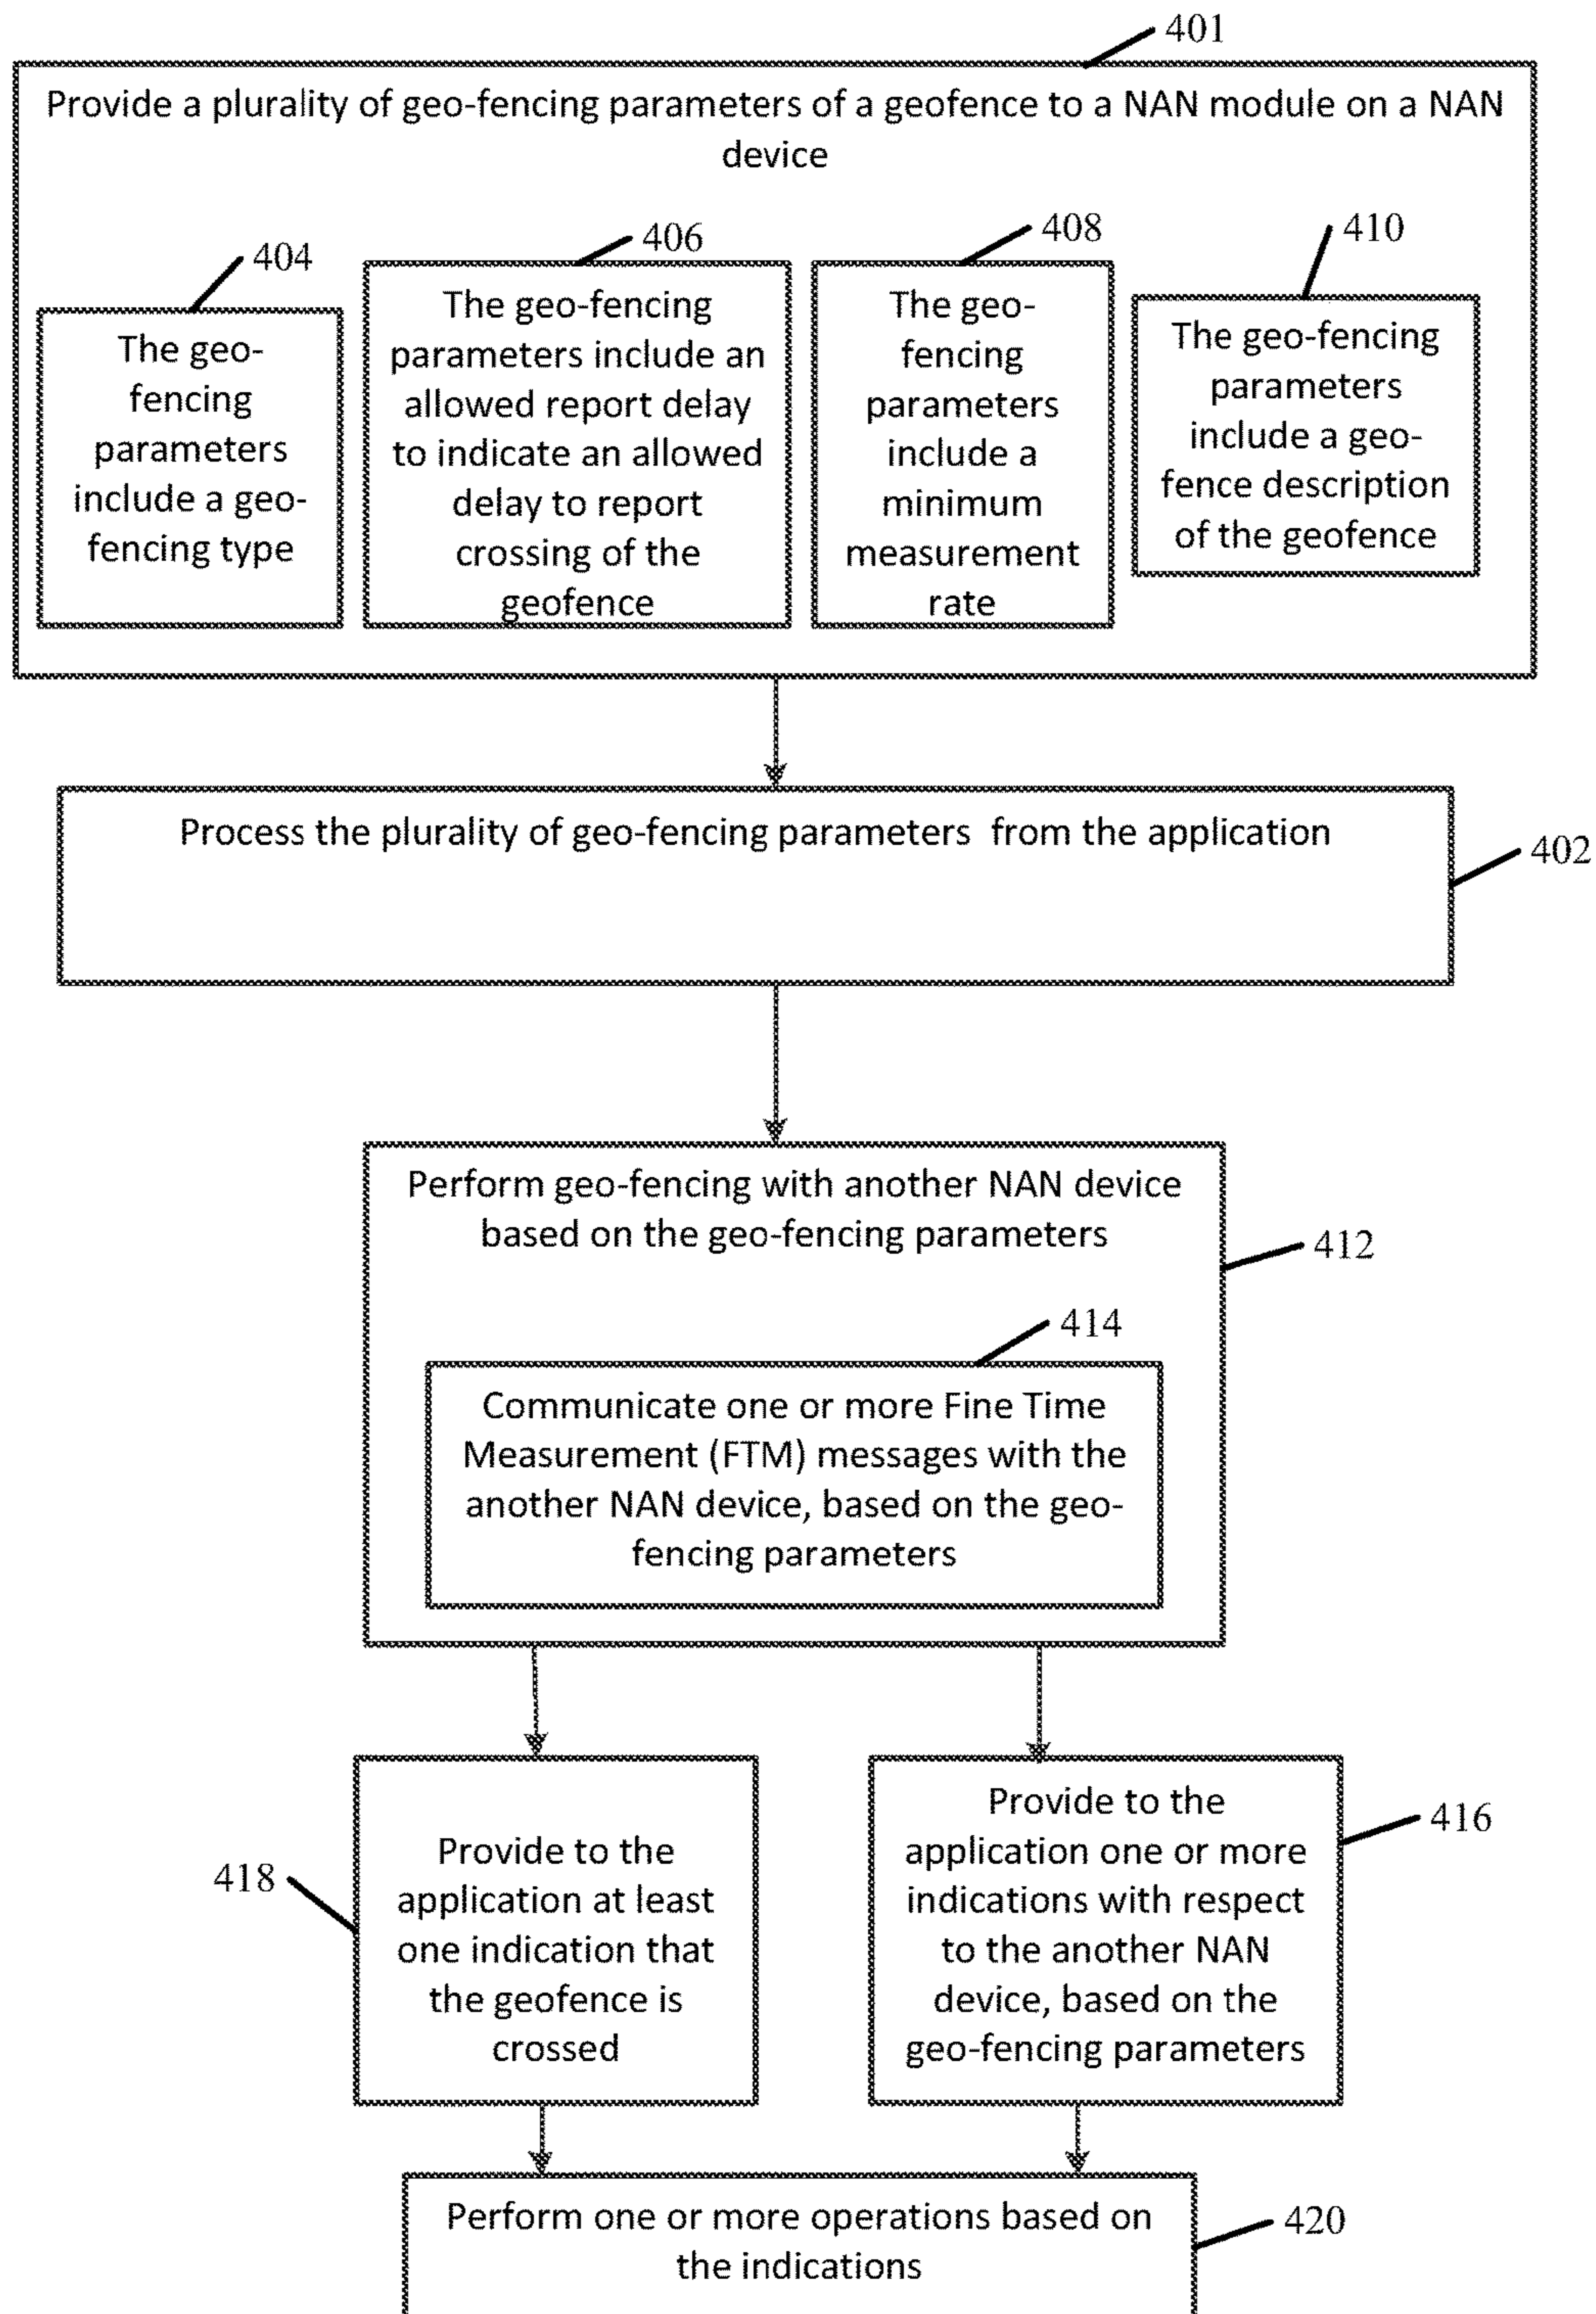 401
Provide a plurality of geo-fencing parameters of a geofence to a NAN module on a NAN
device
404
The geo-
fencing
parameters
include a geo-
fencing type
406
The geo-fencing
parameters include an
allowed report delay
to indicate an allowed
delay to report
crossing of the
geofence
408
The geo-
fencing
parameters
include a
minimum
measurement
rate
410
The geo-fencing
parameters
include a geo-
fence description
of the geofence
Process the plurality of geo-fencing parameters from the application
402
Perform geo-fencing with another NAN device
based on the geo-fencing parameters
412
414
Communicate one or more Fine Time
Measurement (FTM) messages with the
another NAN device, based on the geo-
fencing parameters
418
Provide to the
application at least
one indication that
the geofence is
crossed
Provide to the
application one or more
indications with respect
to the another NAN
device, based on the
geo-fencing parameters
416
Perform one or more operations based on
the indications
420